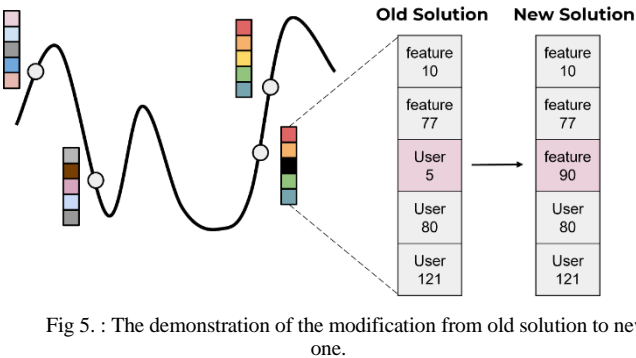 Old Solution New Solution
feature
10
feature
10
feature
77
feature
77
User
5
feature
90
User
80
User
80
User
121
User
121
Fig 5. : The demonstration of the modification from old solution to new
one.